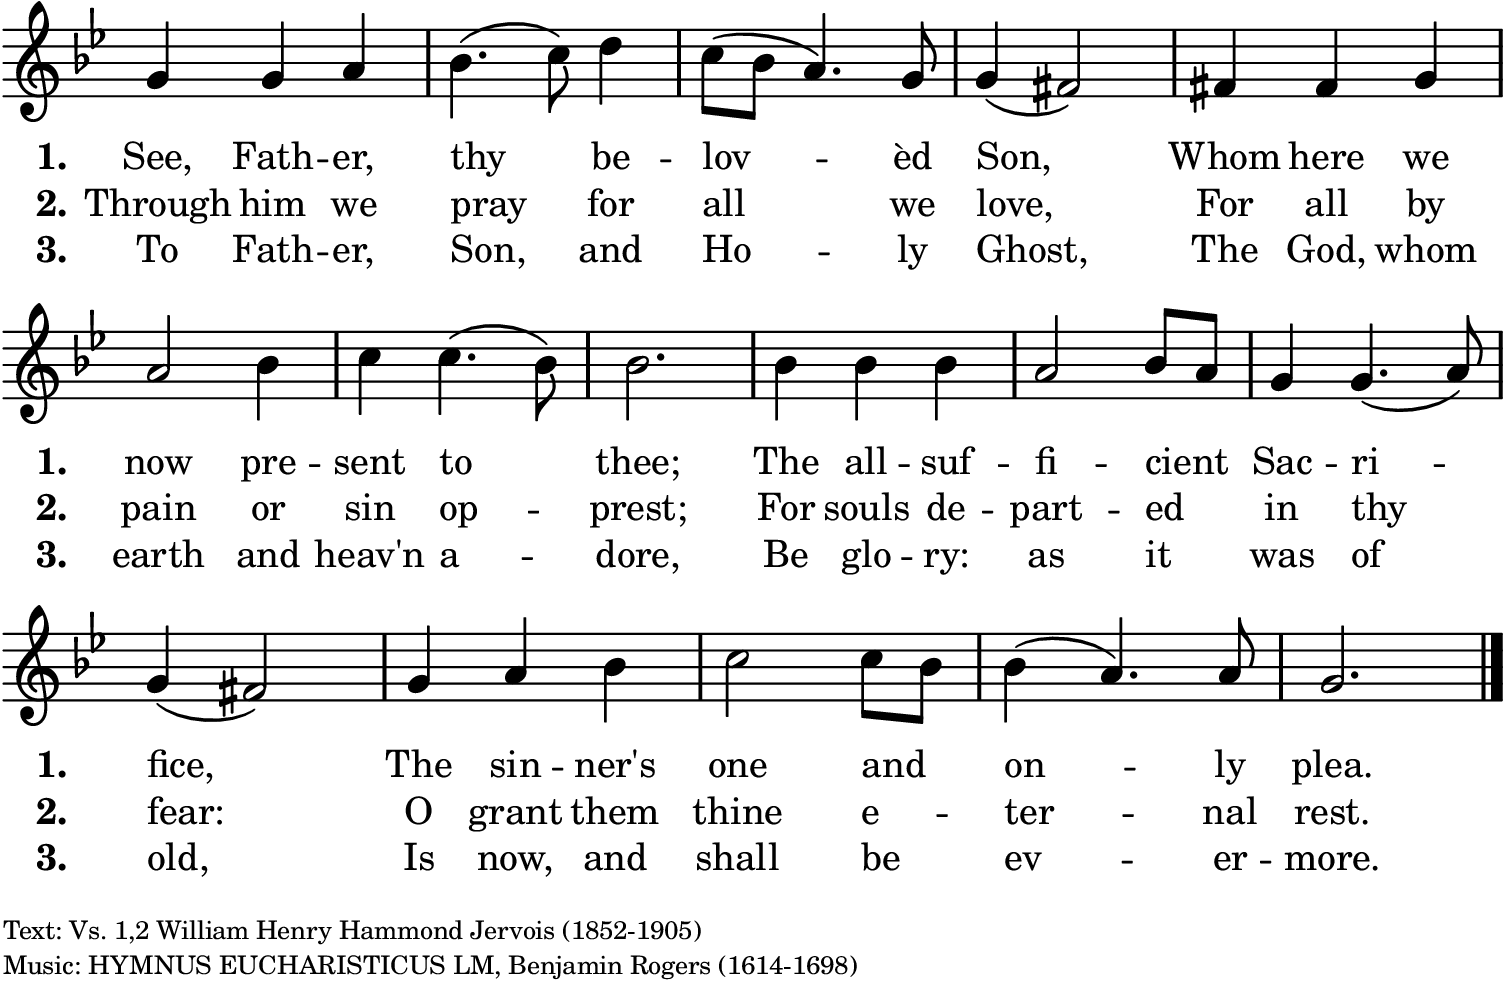 1. See, Fath -- er, thy be -- lov -- èd Son, Whom here we
2. Through him we pray for all we love, For all by
3. To Fath -- er, Son, and Ho -- ly Ghost, The God, whom
1. now pre -- sent to thee; The all -- suf -- fi -- cient Sac -- ri --
2. pain or sin op -- prest; For souls de -- part -- ed in thy
3. earth and heav'n a -- dore, Be glo -- ry: as it was of
1. fice, The sin -- ner's one and on -- ly plea.
2. fear: O grant them thine e -- ter -- nal rest.
3. old, Is now, and shall be ev -- er -- more.
Text: Vs. 1,2 William Henry Hammond Jervois (1852-1905)
Music: HYMNUS EUCHARISTICUS LM, Benjamin Rogers (1614-1698)